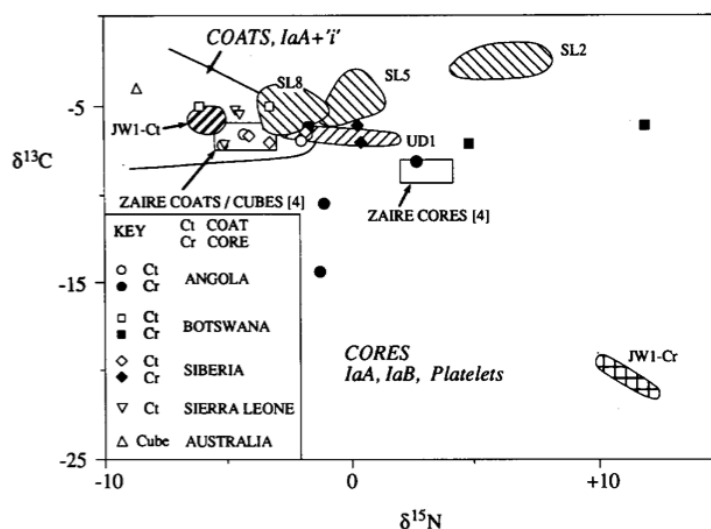 COATS, IaA+'i'
SL2
SL8
SL5
-5
JW1-Ct
UD1
δ¹³C
ZAIRE COATS / CUBES [4]
ZAIRE CORES [4]
KEY
Ct COAT
Cr CORE
Ct
Cr
ANGOLA
Ct
Cr
BOTSWANA
Ct
Cr
SIBERIA
Ct SIERRA LEONE
Cube AUSTRALIA
-15
CORES
IaA, IaB, Platelets
JW1-Cr
-25
-10
0
+10
δ¹⁵N